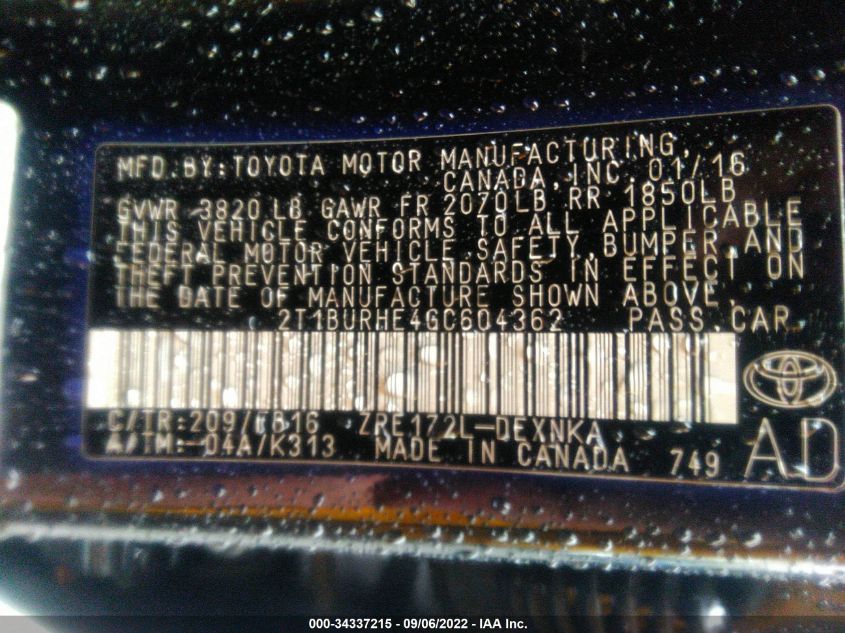 MFD.BY:TOYOTA MOTOR MANUFACTURING,
CANADA,INC.01/16
GVWR 3820 LB GAWR FR 2070LB RR 1850LB
THIS VEHICLE CONFORMS TO ALL APPLICABLE
FEDERAL MOTOR VEHICLE SAFETY,BUMPER,AND
THEFT PREVENTION STANDARDS IN EFFECT ON
THE DATE OF MANUFACTURE SHOWN ABOVE.
2T1BURHE4GC604362 PASS.CAR
C/TR:209/FB16 ZRE172L-DEXNKA
A/TM:-04A/K313 MADE IN CANADA 749
AD
000-34337215 - 09/06/2022 - IAA Inc.